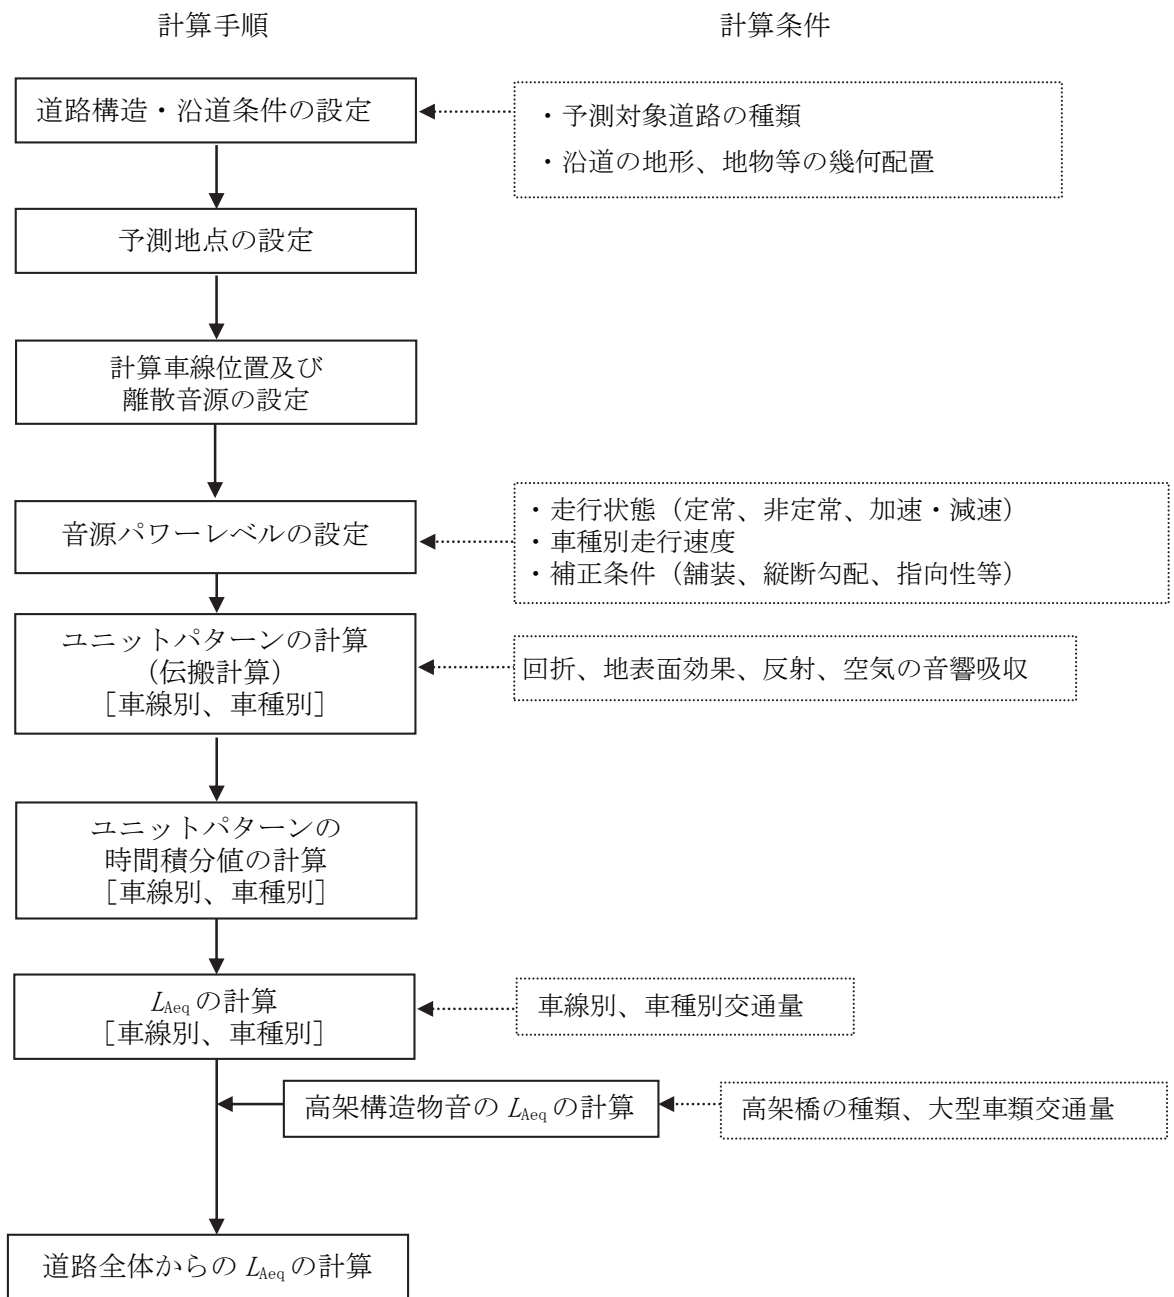 計算手順
計算条件
道路構造・沿道条件の設定
・予測対象道路の種類
・沿道の地形、地物等の幾何配置
予測地点の設定
計算車線位置及び
離散音源の設定
音源パワーレベルの設定
・走行状態（定常、非定常、加速・減速）
・車種別走行速度
・補正条件（舗装、縦断勾配、指向性等）
ユニットパターンの計算
（伝搬計算）
［車線別、車種別］
回折、地表面効果、反射、空気の音響吸収
ユニットパターンの
時間積分値の計算
［車線別、車種別］
LAeq の計算
［車線別、車種別］
車線別、車種別交通量
高架構造物音の LAeq の計算
高架橋の種類、大型車類交通量
道路全体からの LAeq の計算